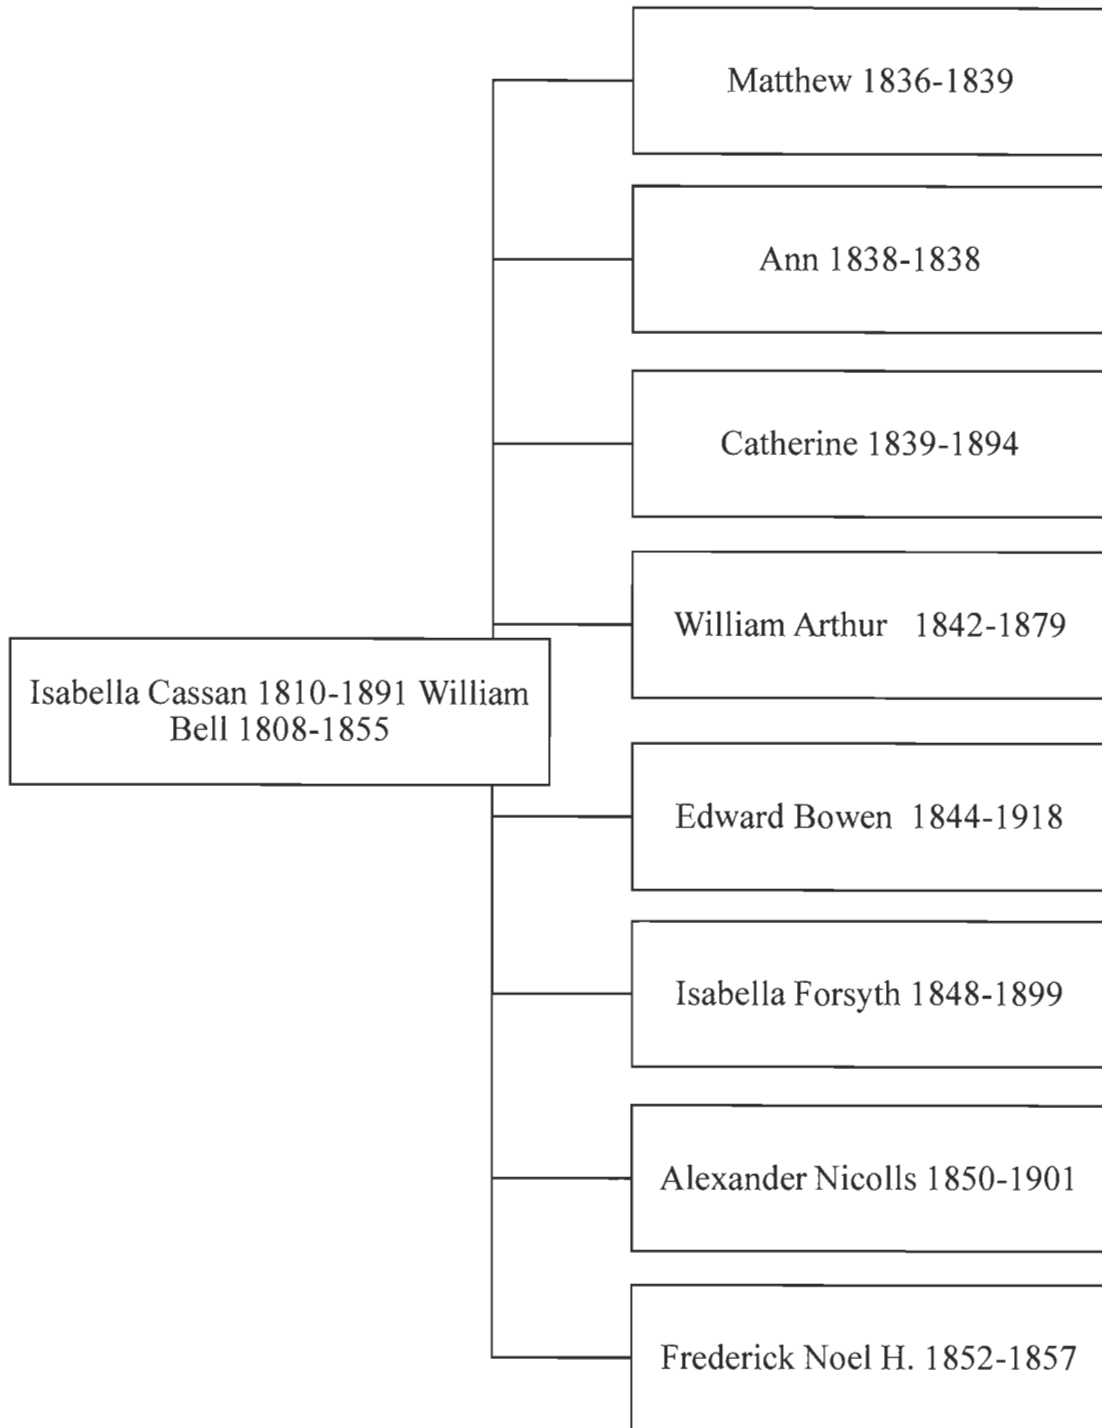 Matthew 1836-1839
Ann 1838-1838
Catherine 1839-1894
William Arthur 1842-1879
Isabella Cassan 1810-1891 William
Bell 1808-1855
Edward Bowen 1844-1918
Isabella Forsyth 1848-1899
Alexander Nicolls 1850-1901
Frederick Noel H. 1852-1857